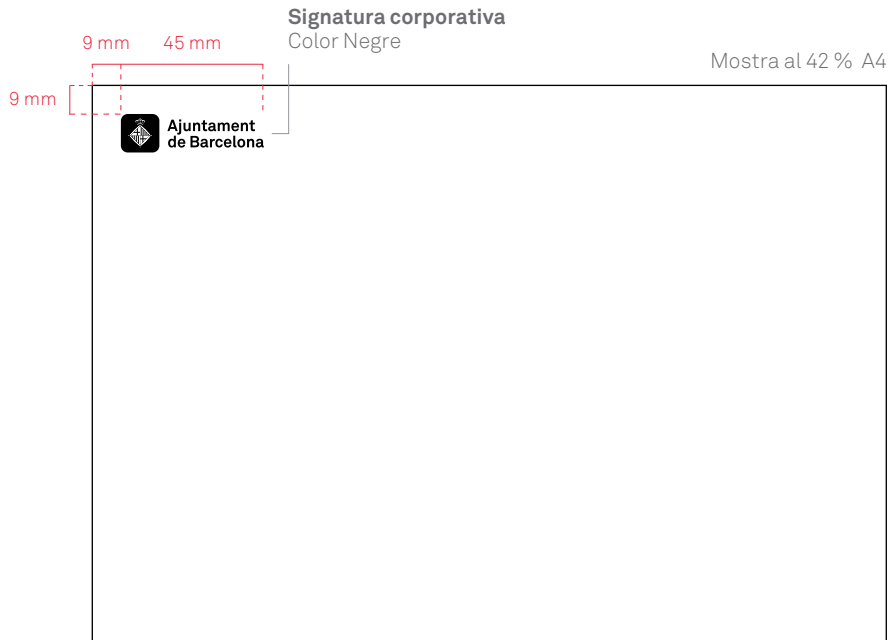 Signatura corporativa
Color Negre
9 mm
45 mm
Mostra al 42 % A4
9 mm
Ajuntament
de Barcelona